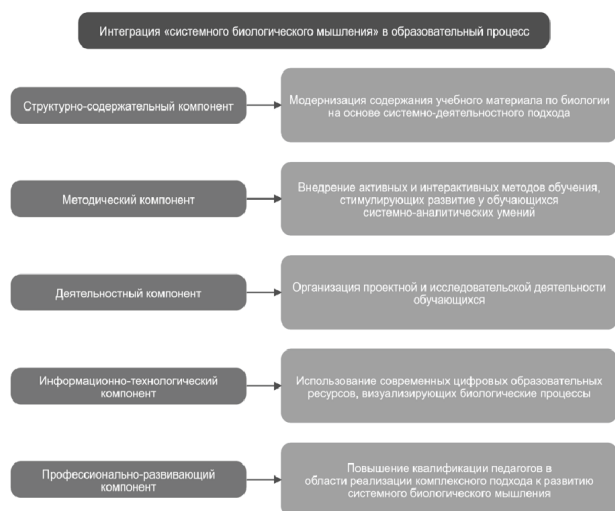 Интеграция «системного биологического мышления» в образовательный процесс
Структурно-содержательный компонент
Модернизация содержания учебного материала по биологии
на основе системно-деятельностного подхода
Методический компонент
Внедрение активных и интерактивных методов обучения,
стимулирующих развитие у обучающихся
системно-аналитических умений
Деятельностный компонент
Организация проектной и исследовательской деятельности
обучающихся
Информационно-технологический
компонент
Использование современных цифровых образовательных
ресурсов, визуализирующих биологические процессы
Профессионально-развивающий
компонент
Повышение квалификации педагогов в
области реализации комплексного подхода к развитию
системного биологического мышления